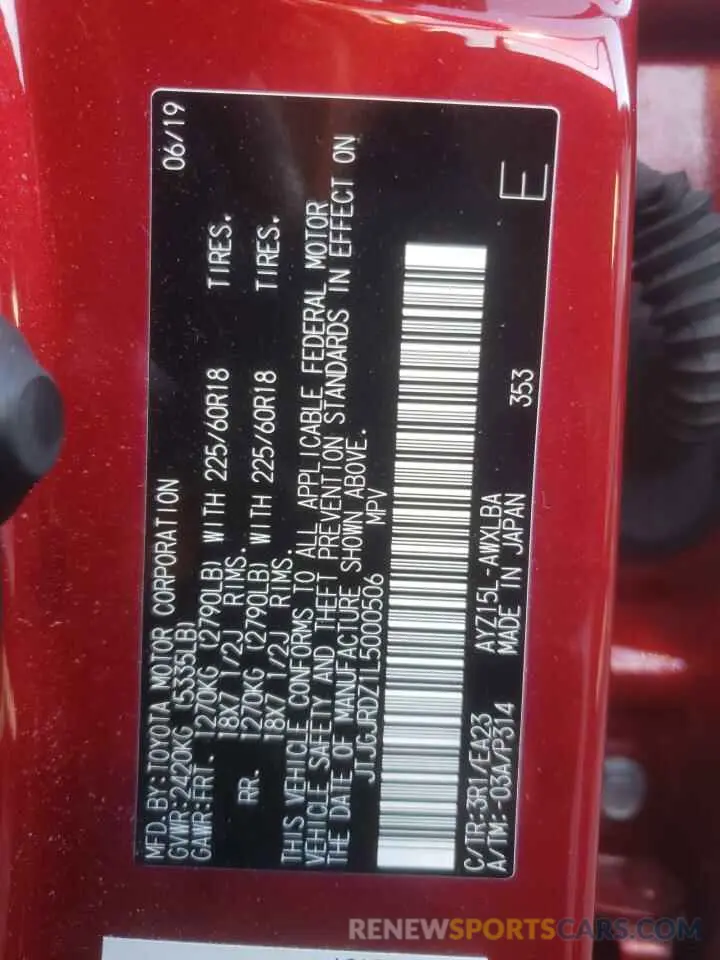 MFD.BY:TOYOTA MOTOR CORPORATION 06/19
GVWR:2420KG (5335LB)
GAWR:FRT. 1270KG (2790LB) WITH 225/60R18 TIRES.
18X7 1/2J RIMS.
RR. 1270KG (2790LB) WITH 225/60R18 TIRES.
18X7 1/2J RIMS.
THIS VEHICLE CONFORMS TO ALL APPLICABLE FEDERAL MOTOR
VEHICLE SAFETY AND THEFT PREVENTION STANDARDS IN EFFECT ON
THE DATE OF MANUFACTURE SHOWN ABOVE.
JTJGJRDZ1L5000506 MPV
C/TR:3R1/EA23 AYZ15L-AWXLBA 353 E
A/TM:-03A/P314 MADE IN JAPAN
RENEWSPORTSCARS.COM